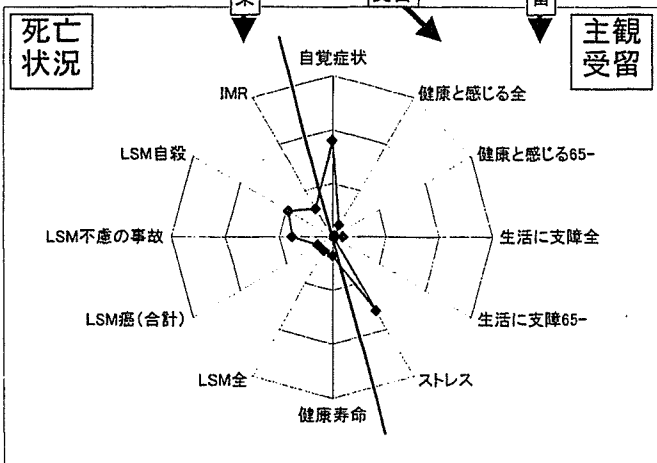 死亡
状況
主観
受留
自覚症状
IMR
健康と感じる全
LSM自殺
健康と感じる65-
LSM不慮の事故
生活に支障全
LSM癌(合計)
生活に支障65-
LSM全
ストレス
健康寿命